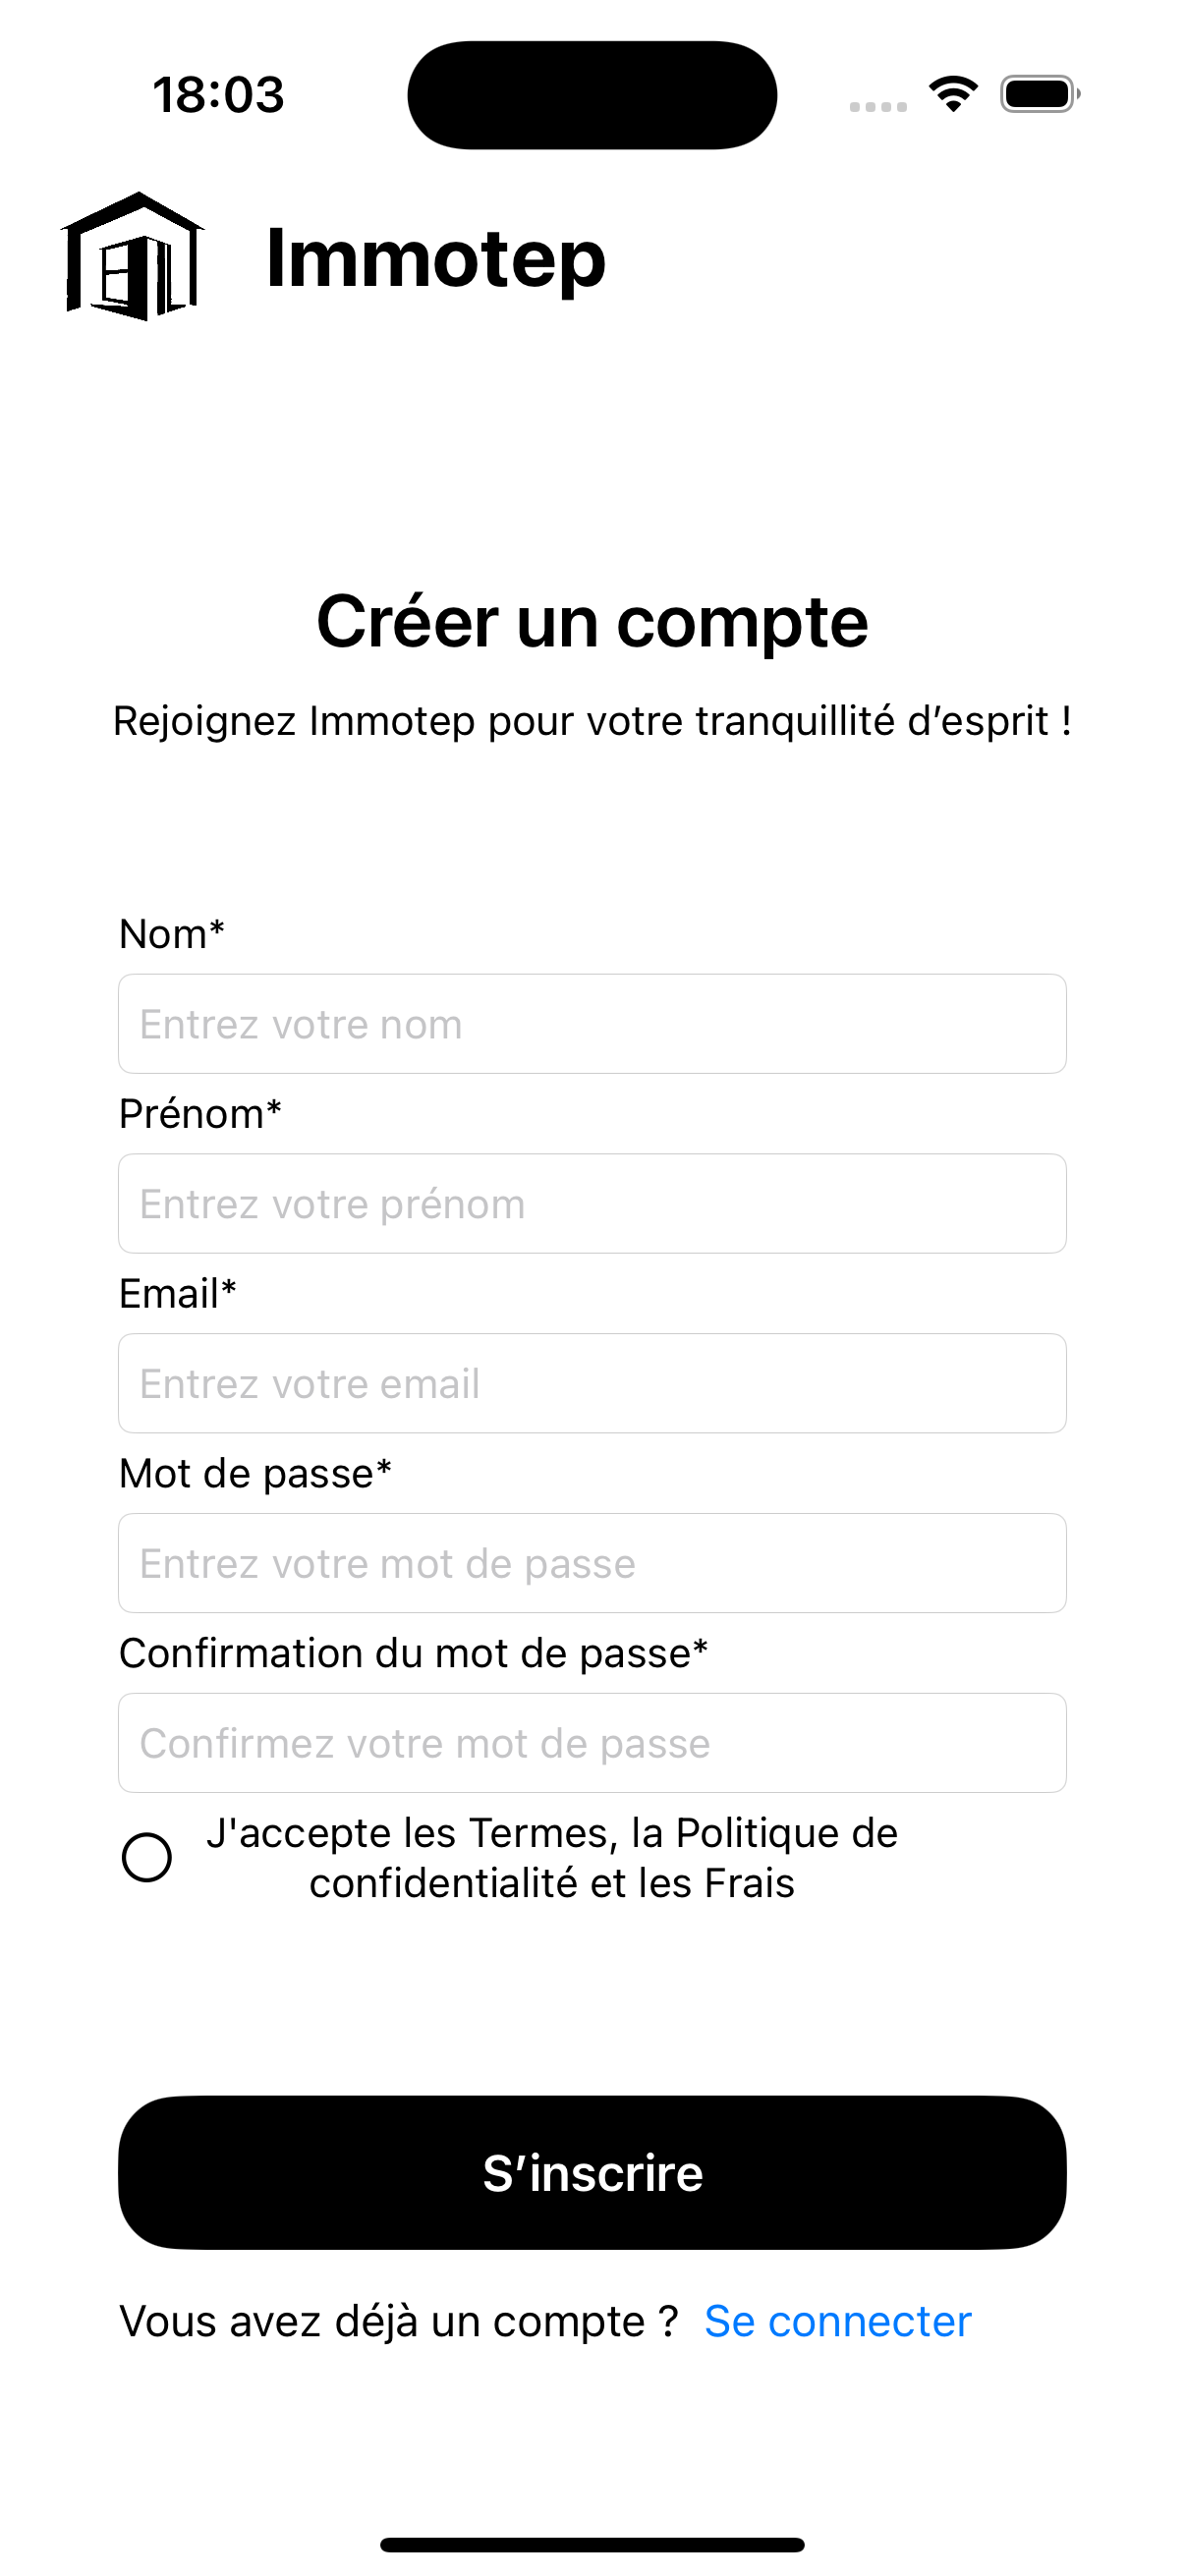 18:03
Immotep
Créer un compte
Rejoignez Immotep pour votre tranquillité d’esprit !
Nom*
Entrez votre nom
Prénom*
Entrez votre prénom
Email*
Entrez votre email
Mot de passe*
Entrez votre mot de passe
Confirmation du mot de passe*
Confirmez votre mot de passe
J'accepte les Termes, la Politique de
confidentialité et les Frais
S’inscrire
Vous avez déjà un compte ? Se connecter